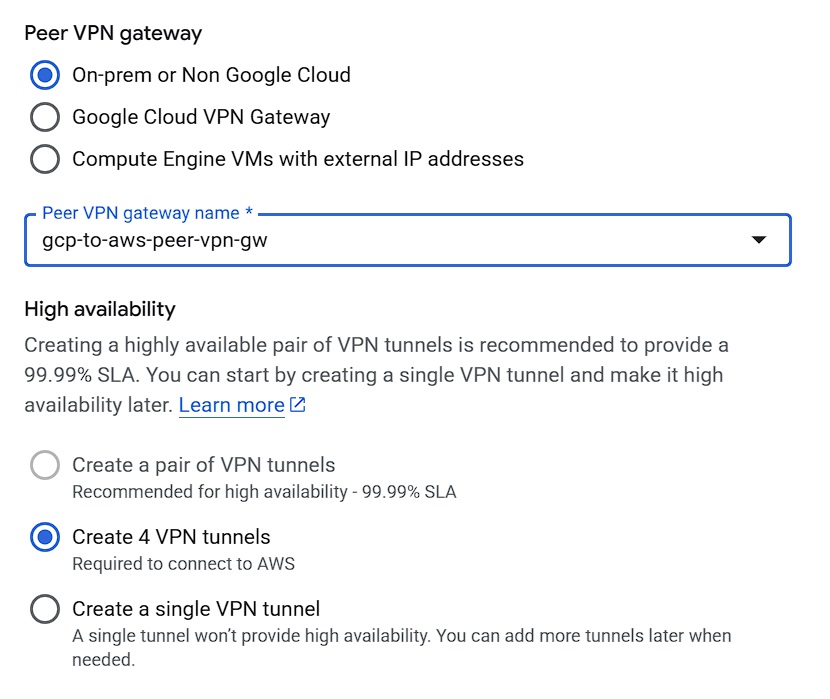 Peer VPN gateway
On-prem or Non Google Cloud
Google Cloud VPN Gateway
Compute Engine VMs with external IP addresses
Peer VPN gateway name *
gcp-to-aws-peer-vpn-gw
High availability
Creating a highly available pair of VPN tunnels is recommended to provide a
99.99% SLA. You can start by creating a single VPN tunnel and make it high
availability later. Learn more
Create a pair of VPN tunnels
Recommended for high availability - 99.99% SLA
Create 4 VPN tunnels
Required to connect to AWS
Create a single VPN tunnel
A single tunnel won’t provide high availability. You can add more tunnels later when
needed.